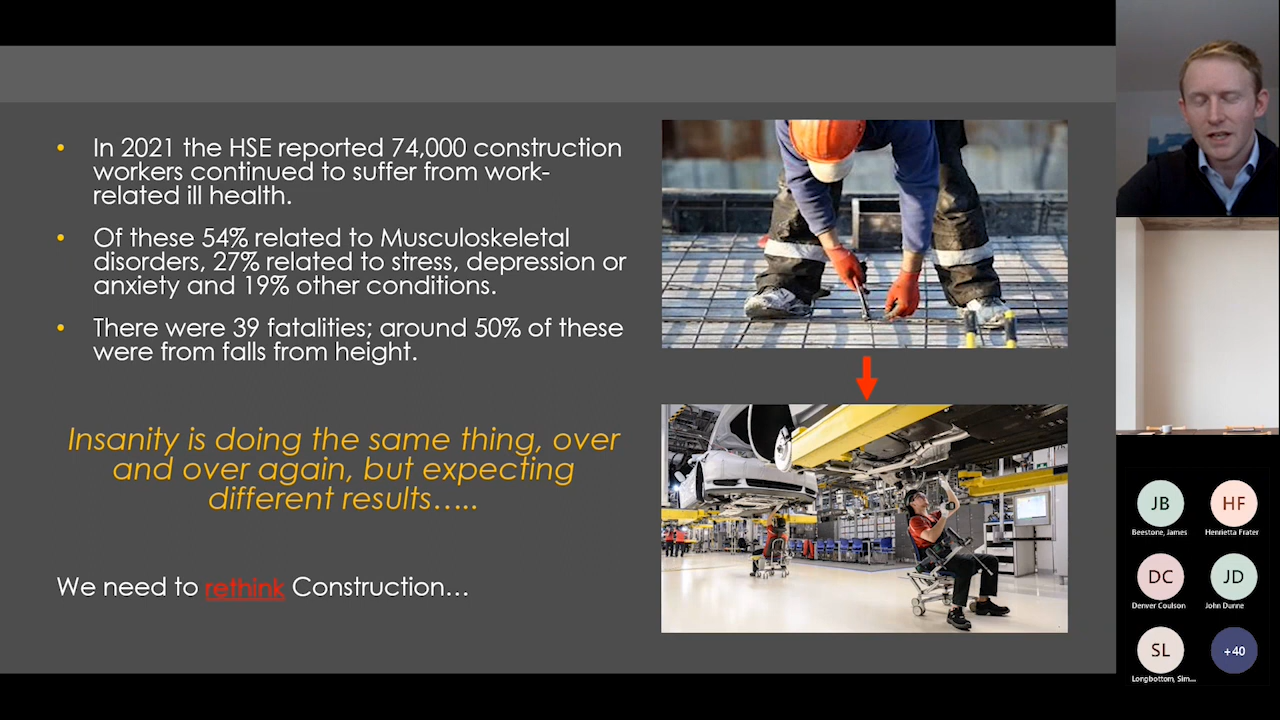 • In 2021 the HSE reported 74,000 construction
workers continued to suffer from work-
related ill health.
• Of these 54% related to Musculoskeletal
disorders, 27% related to stress, depression or
anxiety and 19% other conditions.
• There were 39 fatalities; around 50% of these
were from falls from height.
Insanity is doing the same thing, over
and over again, but expecting
different results…..
We need to rethink Construction…
JB
Beestone, James
HF
Henrietta Frater
DC
Denver Coulson
JD
John Dunne
SL
Longbottom, Sim...
+40